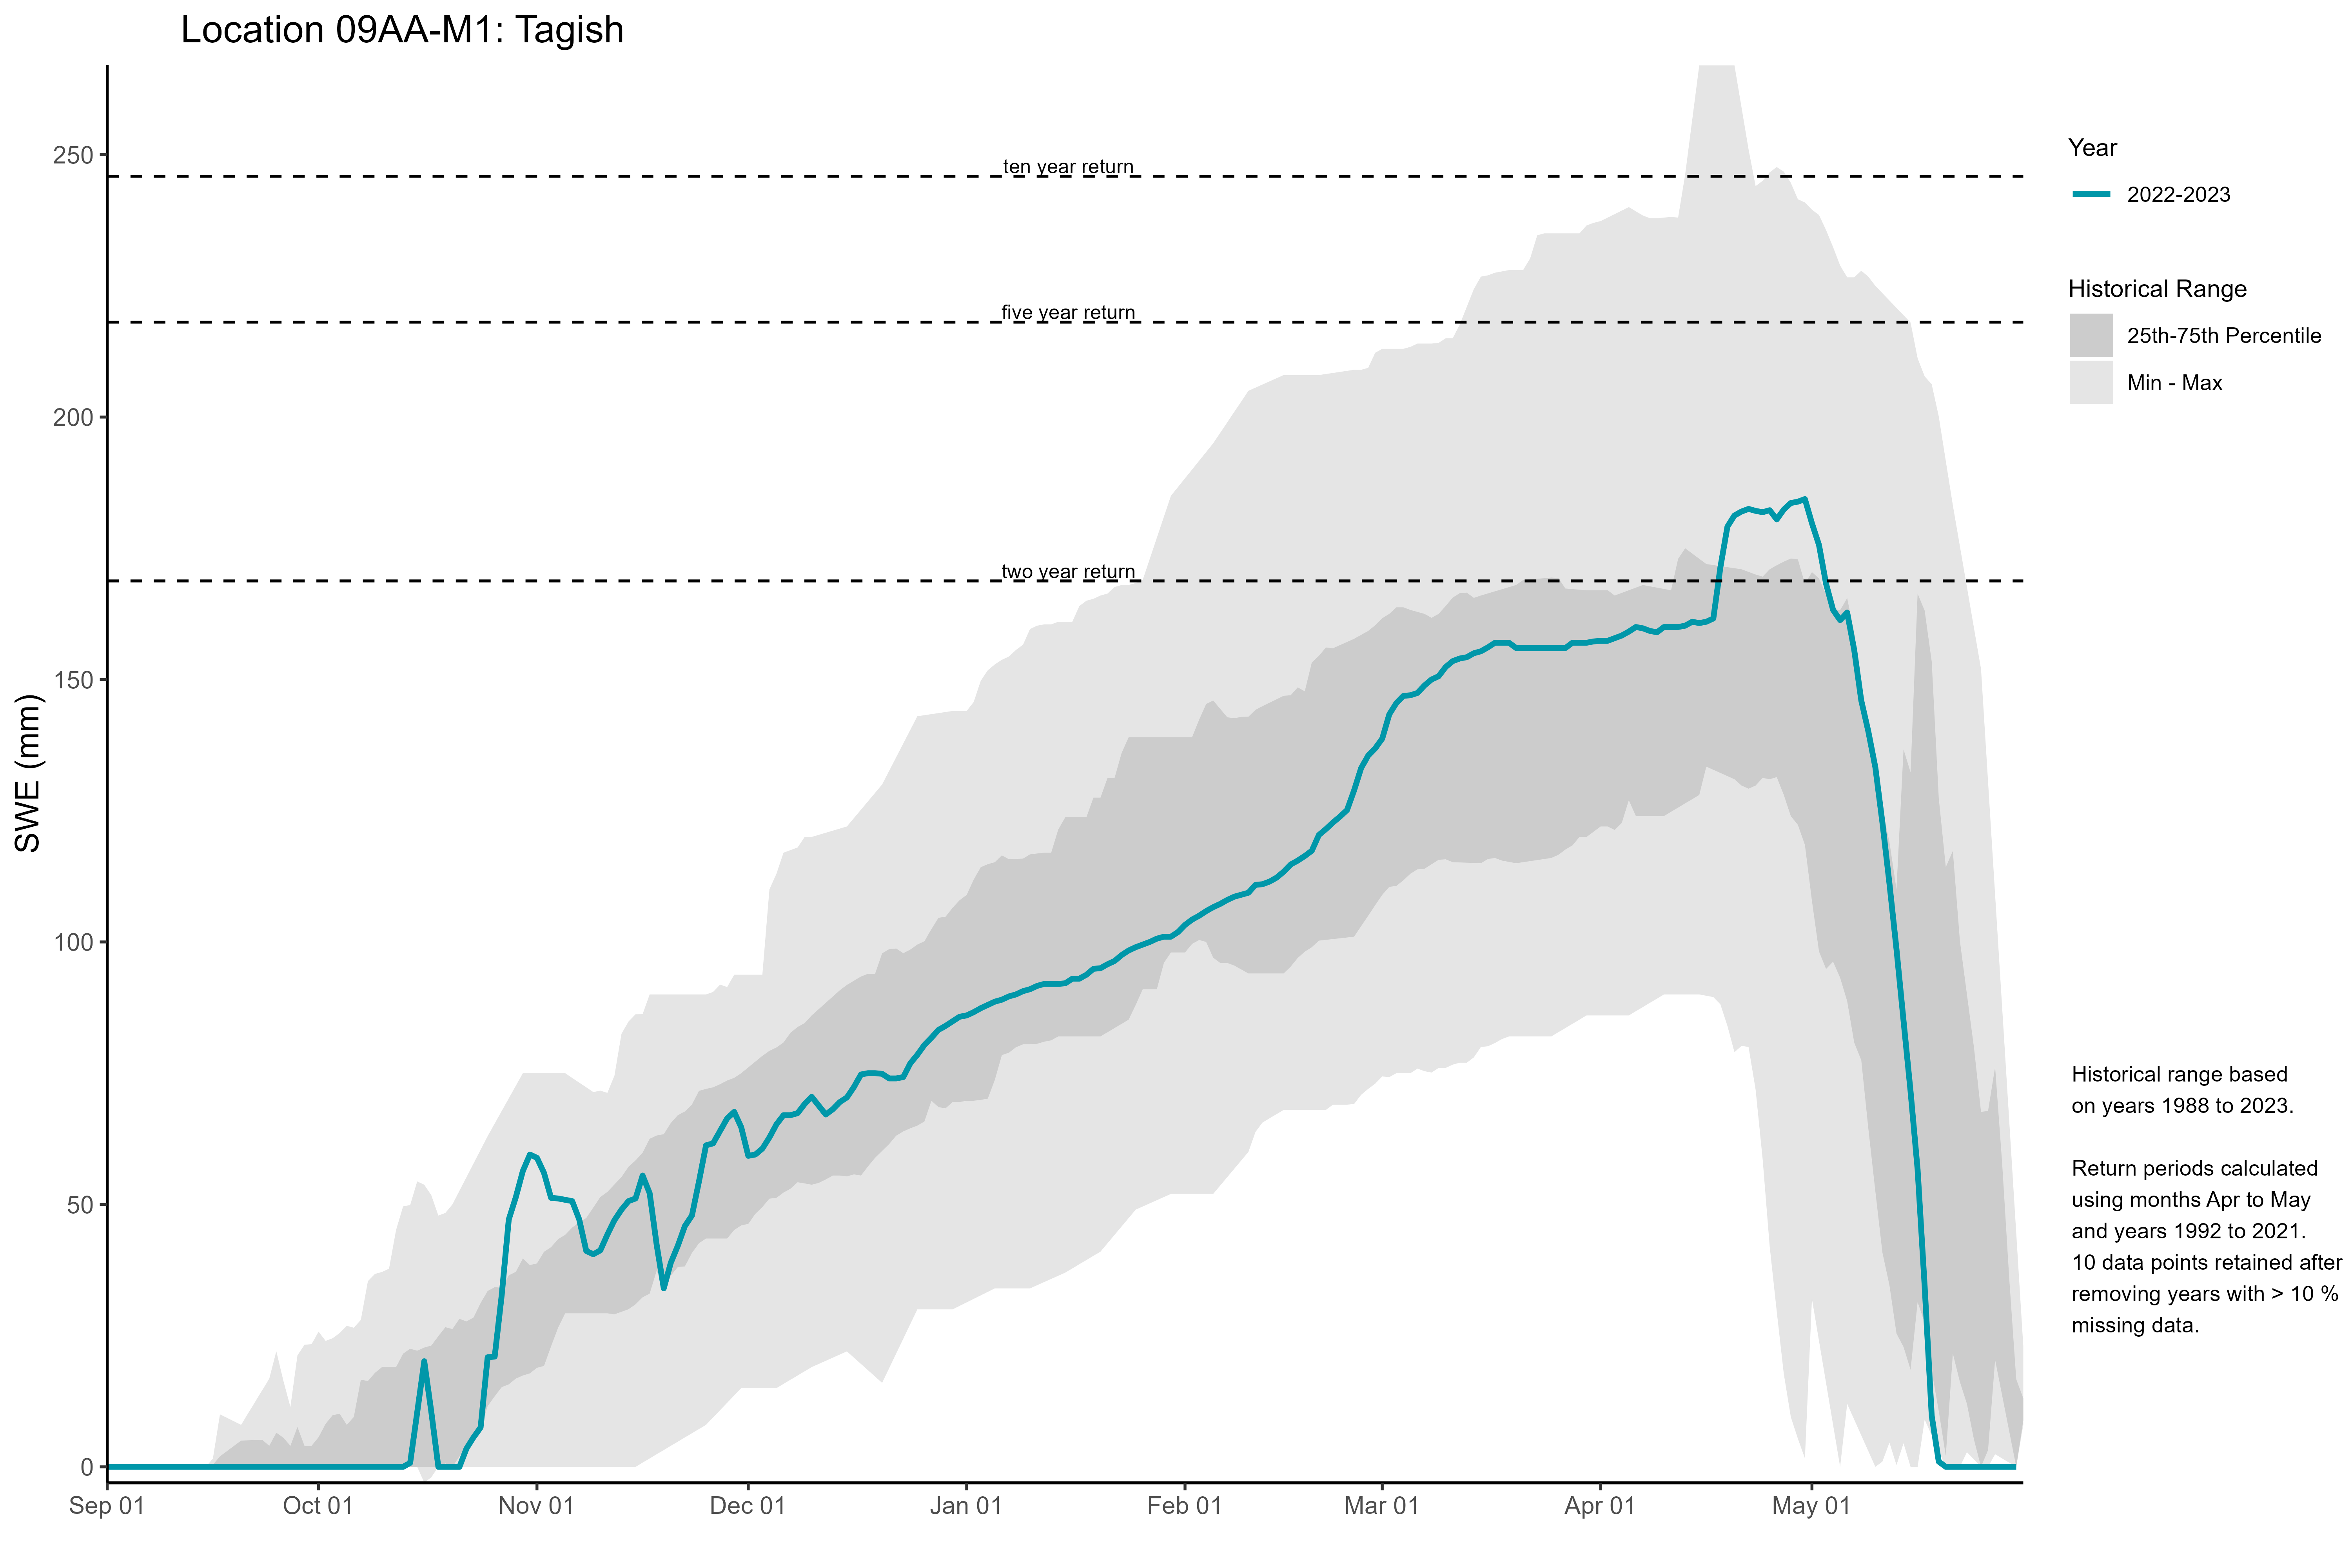 Location 09AA-M1: Tagish
SWE (mm)
250
200
150
100
50
0
ten year return
five year return
two year return
Sep 01
Oct 01
Nov 01
Dec 01
Jan 01
Feb 01
Mar 01
Apr 01
May 01
Year
2022-2023
Historical Range
25th-75th Percentile
Min - Max
Historical range based
on years 1988 to 2023.
Return periods calculated
using months Apr to May
and years 1992 to 2021.
10 data points retained after
removing years with > 10 %
missing data.